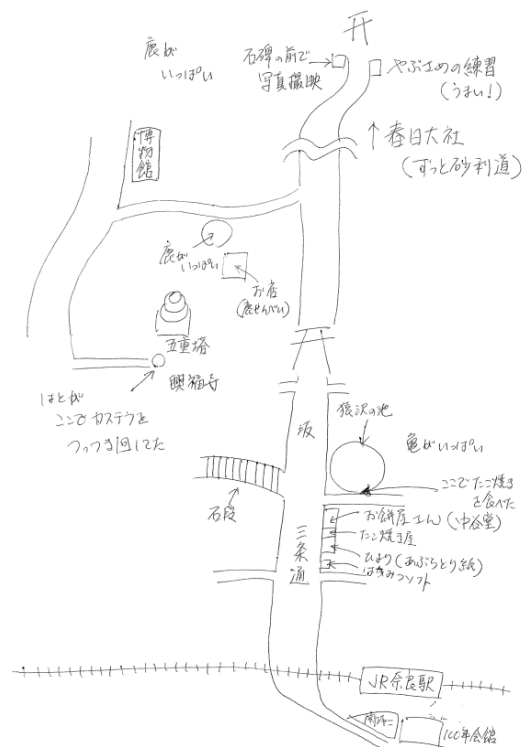 鹿が
いっぱい
石碑の前で
写真撮映
やぶさめの練習
(うまい!)
↑春日大社
(ずっと砂利道)
博物館
鹿が
いっぱい
お店
(鹿せんべい)
五重塔
興福寺
はとが
ここでカステラを
つっつき回してた
坂
猿沢の池
亀がいっぱい
ここでたこ焼き
を食べた
石段
三条通
お餅屋さん(中谷堂)
たこ焼き屋
ひより(あぶらとり紙)
はちみつソフト
JR奈良駅
100年会館